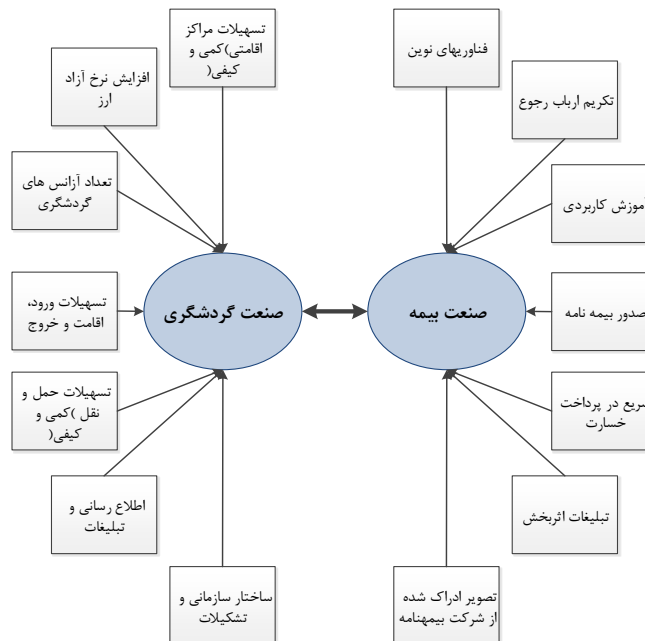 تسهیلات مراکز
اقامتی)کمی و
کیفی(
افزایش نرخ آزاد
ارز
تعداد آژانس های
گردشگری
تسهیلات ورود،
اقامت و خروج
تسهیلات حمل و
نقل )کمی و
کیفی(
اطلاع رسانی و
تبلیغات
ساختار سازمانی و
تشکیلات
صنعت گردشگری
صنعت بیمه
فناوریهای نوین
تکریم ارباب رجوع
آموزش کاربردی
صدور بیمه نامه
سریع در پرداخت
خسارت
تبلیغات اثربخش
تصویر ادراک شده
از شرکت بیمهنامه